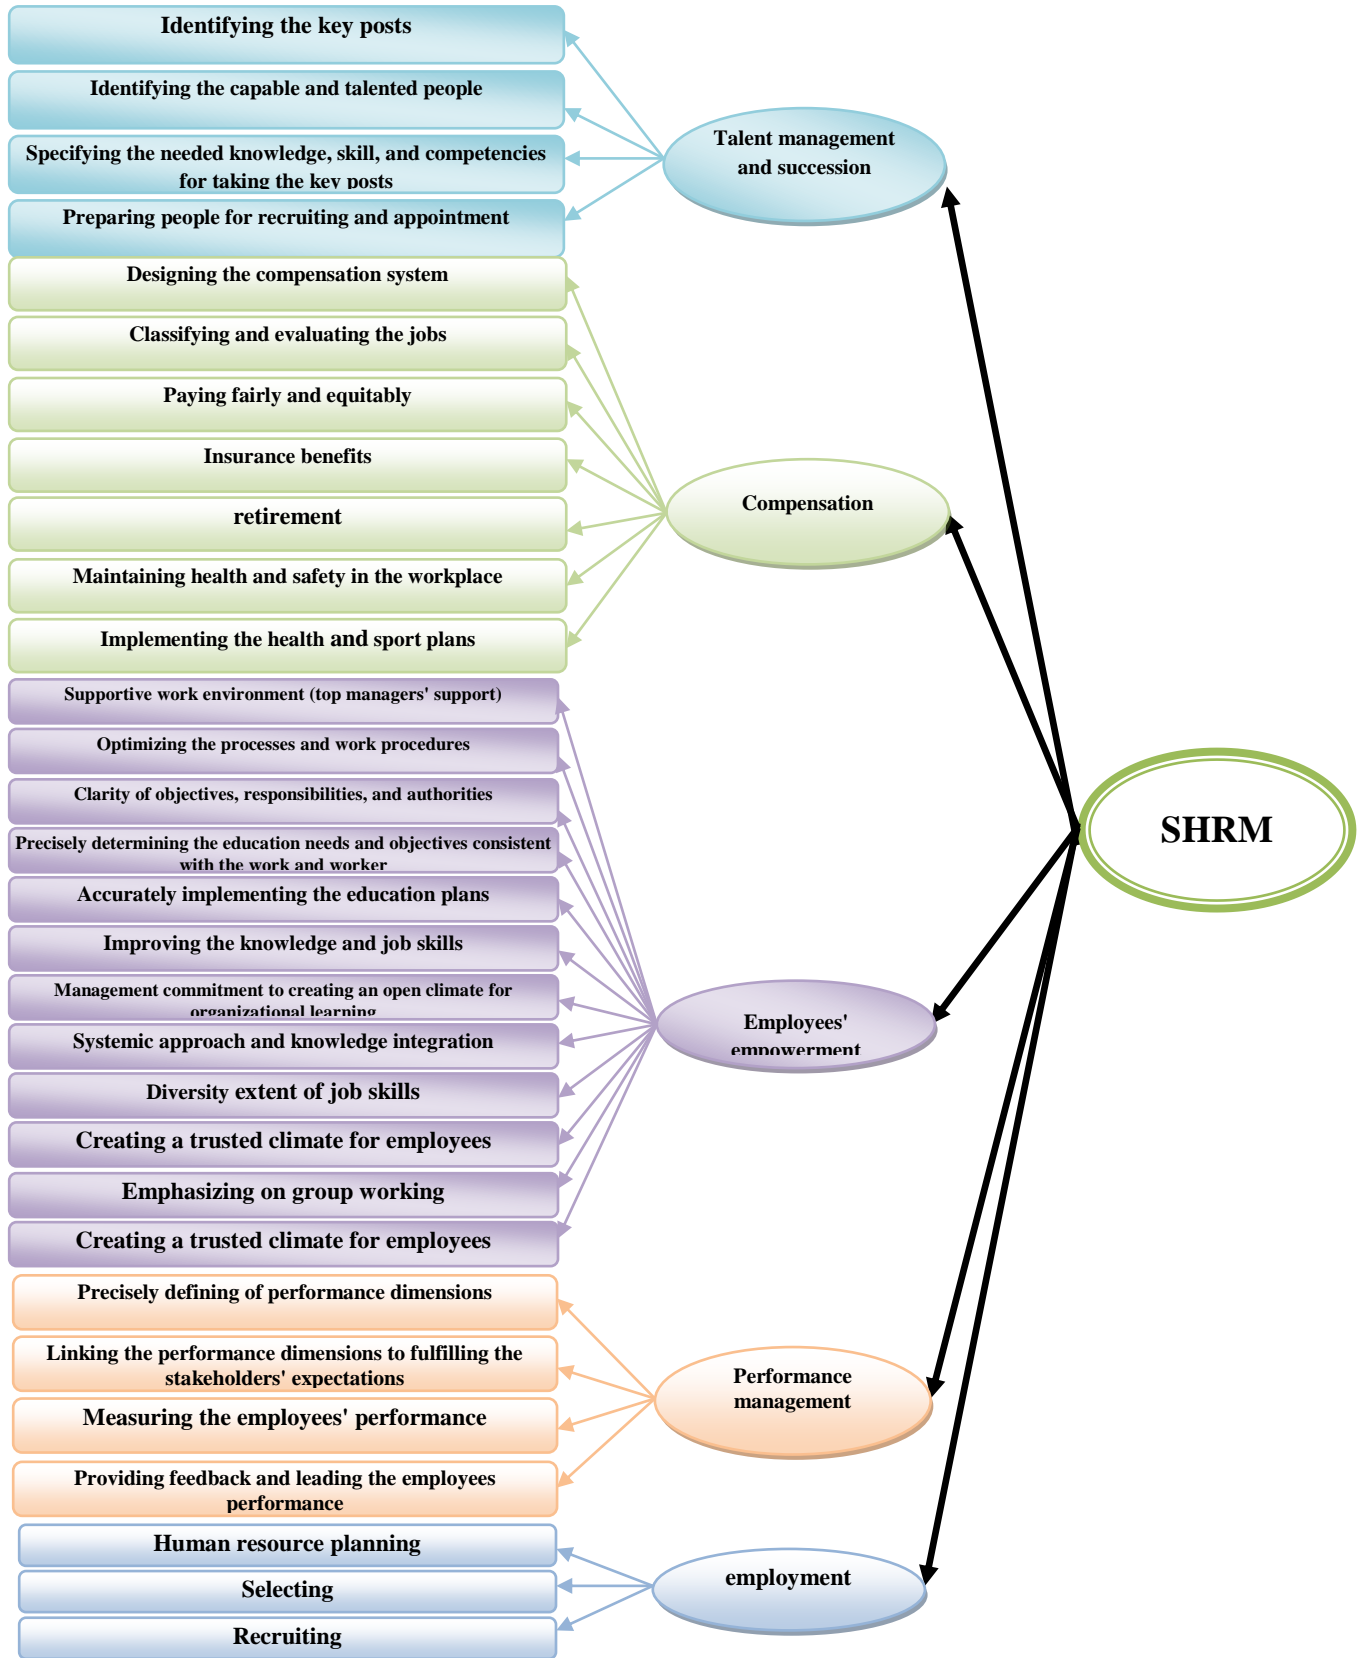 Identifying the key posts
Identifying the capable and talented people
Specifying the needed knowledge, skill, and competencies
for taking the key posts
Preparing people for recruiting and appointment
Talent management
and succession
Designing the compensation system
Classifying and evaluating the jobs
Paying fairly and equitably
Insurance benefits
retirement
Maintaining health and safety in the workplace
Implementing the health and sport plans
Compensation
Supportive work environment (top managers' support)
Optimizing the processes and work procedures
Clarity of objectives, responsibilities, and authorities
Precisely determining the education needs and objectives consistent
with the work and worker
Accurately implementing the education plans
Improving the knowledge and job skills
Management commitment to creating an open climate for
organizational learning
Systemic approach and knowledge integration
Diversity extent of job skills
Creating a trusted climate for employees
Emphasizing on group working
Creating a trusted climate for employees
Employees'
empowerment
SHRM
Precisely defining of performance dimensions
Linking the performance dimensions to fulfilling the
stakeholders' expectations
Measuring the employees' performance
Providing feedback and leading the employees
performance
Performance
management
Human resource planning
Selecting
Recruiting
employment